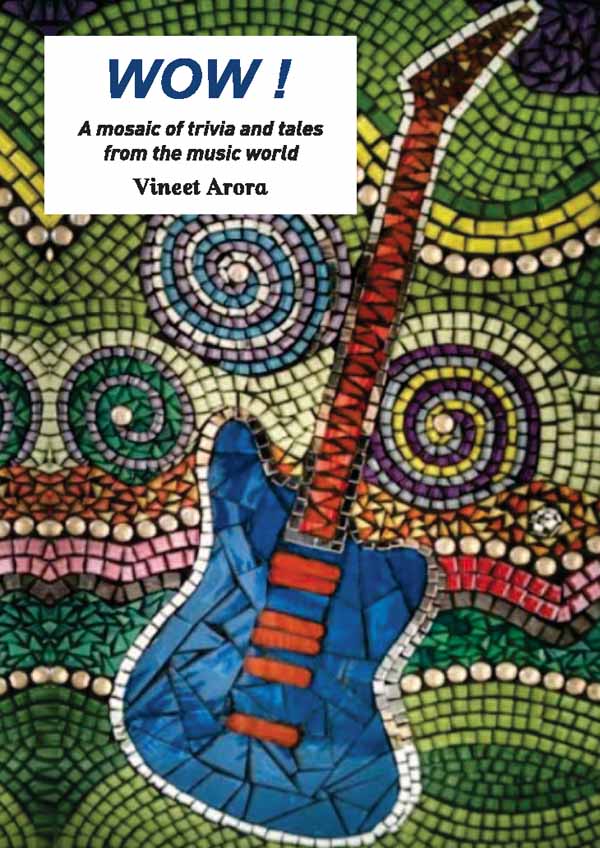 WOW !
A mosaic of trivia and tales
from the music world
Vineet Arora